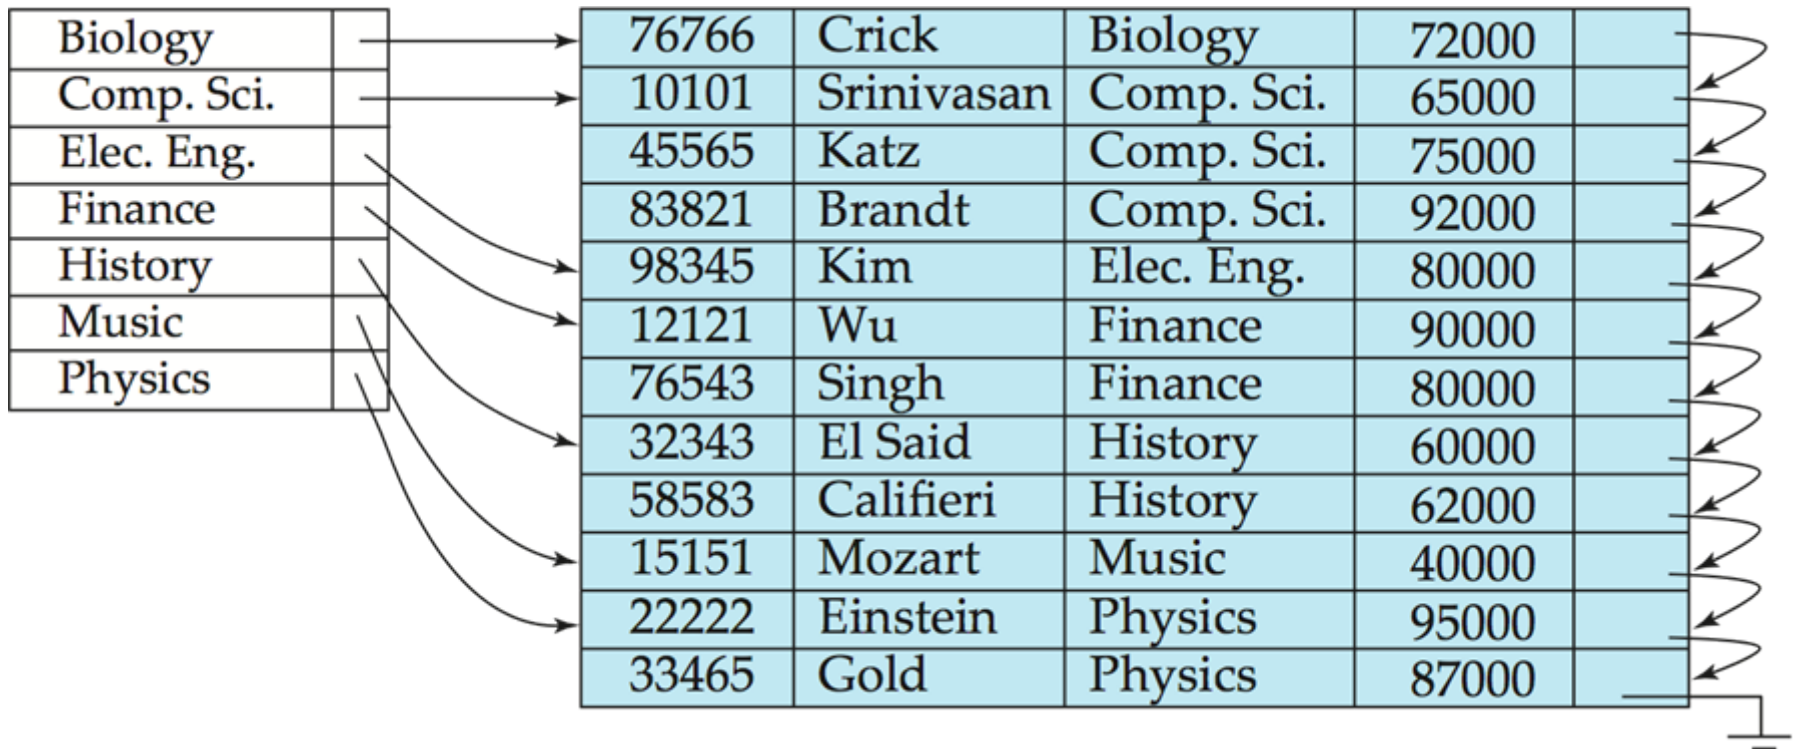 Biology
Comp. Sci.
Elec. Eng.
Finance
History
Music
Physics
76766 Crick Biology 72000
10101 Srinivasan Comp. Sci. 65000
45565 Katz Comp. Sci. 75000
83821 Brandt Comp. Sci. 92000
98345 Kim Elec. Eng. 80000
12121 Wu Finance 90000
76543 Singh Finance 80000
32343 El Said History 60000
58583 Califieri History 62000
15151 Mozart Music 40000
22222 Einstein Physics 95000
33465 Gold Physics 87000